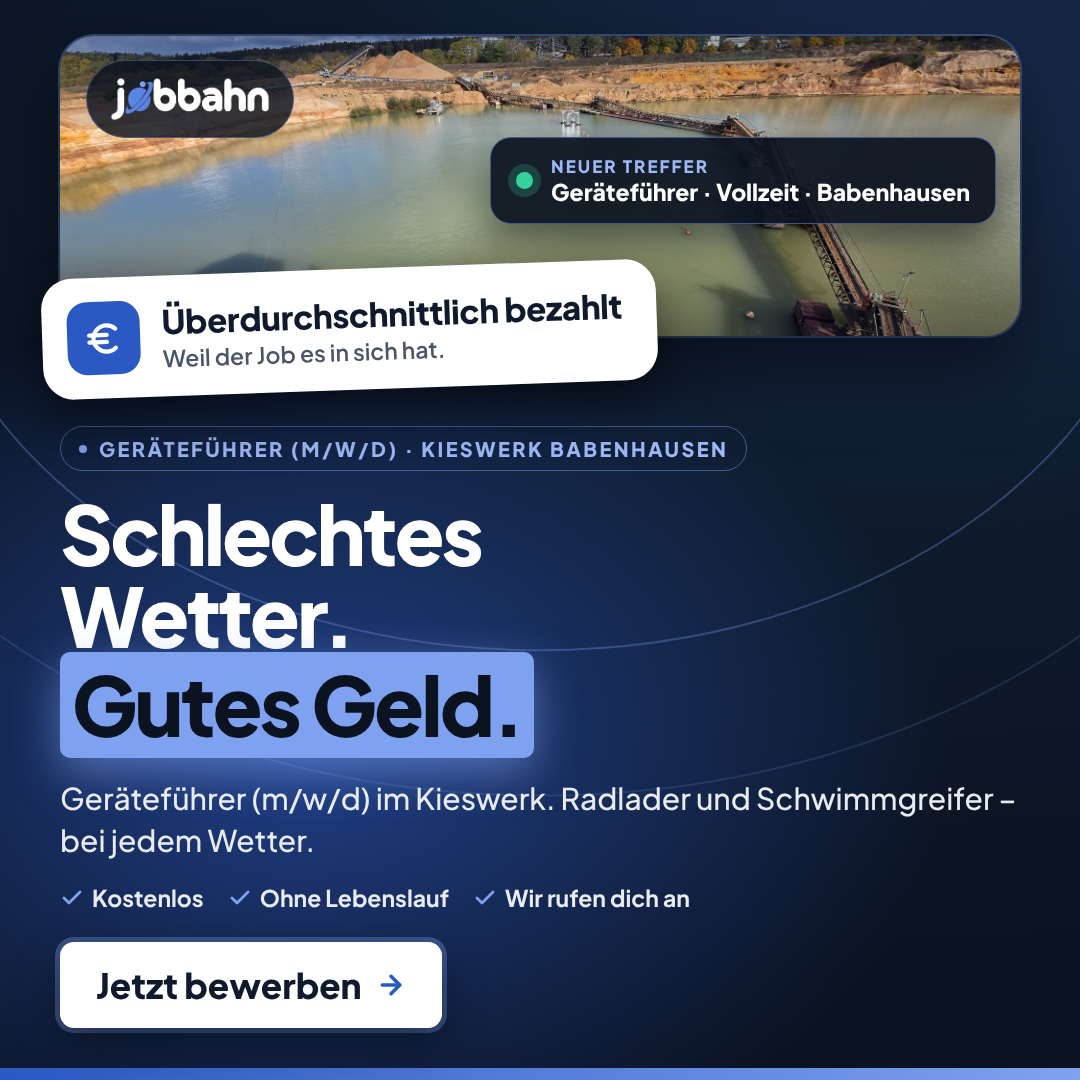 jobbahn
NEUER TREFFER
Geräteführer · Vollzeit · Babenhausen
€
Überdurchschnittlich bezahlt
Weil der Job es in sich hat.
GERÄTEFÜHRER (M/W/D) · KIESWERK BABENHAUSEN
Schlechtes
Wetter.
Gutes Geld.
Geräteführer (m/w/d) im Kieswerk. Radlader und Schwimmgreifer –
bei jedem Wetter.
✓ Kostenlos ✓ Ohne Lebenslauf ✓ Wir rufen dich an
Jetzt bewerben →